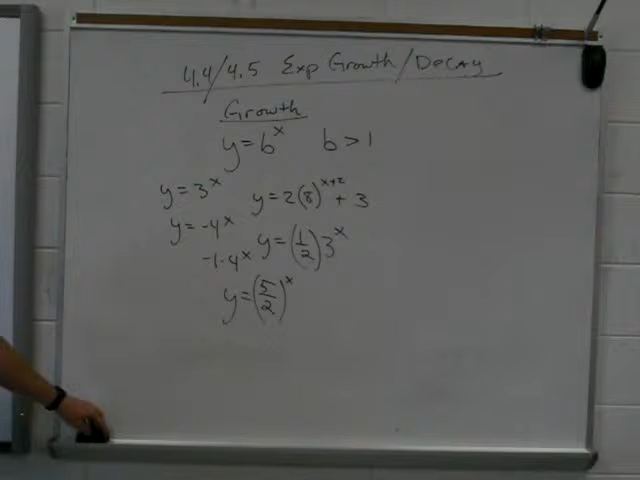 4.4/4.5 Exp Growth/Decay
Growth
y=b^x b>1
y=3^x y=2(8)^(x+2)+3
y=-4^x y=(1/2)3^x
-1·4^x
y=(5/2)^x